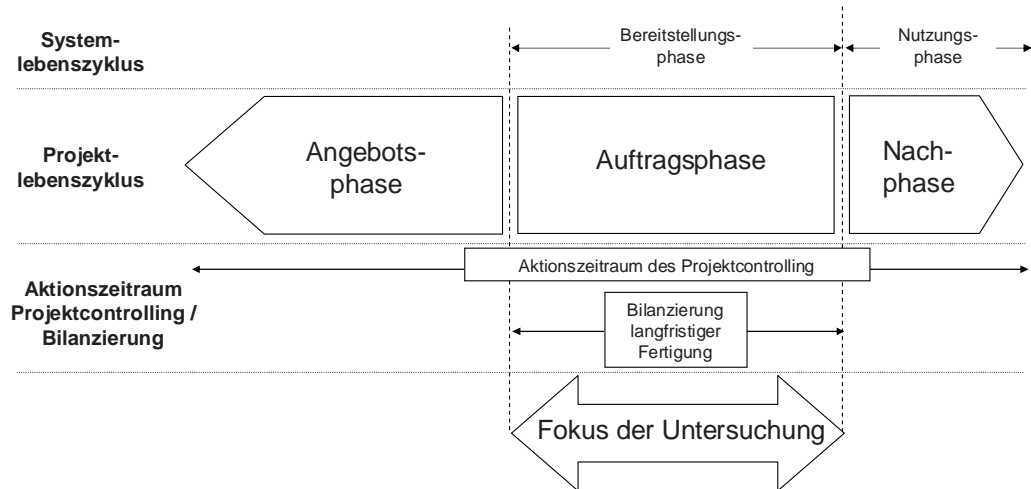 System-
lebenszyklus
Bereitstellungs-
phase
Nutzungs-
phase
Projekt-
lebenszyklus
Angebots-
phase
Auftragsphase
Nach-
phase
Aktionszeitraum
Projektcontrolling /
Bilanzierung
Aktionszeitraum des Projektcontrolling
Bilanzierung
langfristiger
Fertigung
Fokus der Untersuchung